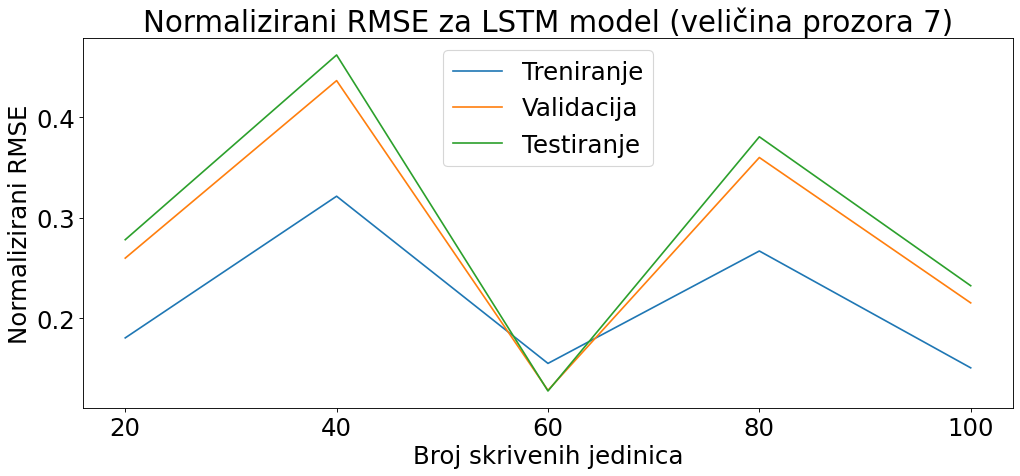 Normalizirani RMSE za LSTM model (veličina prozora 7)
Treniranje
Validacija
Testiranje
Normalizirani RMSE
0.4
0.3
0.2
20 40 60 80 100
Broj skrivenih jedinica